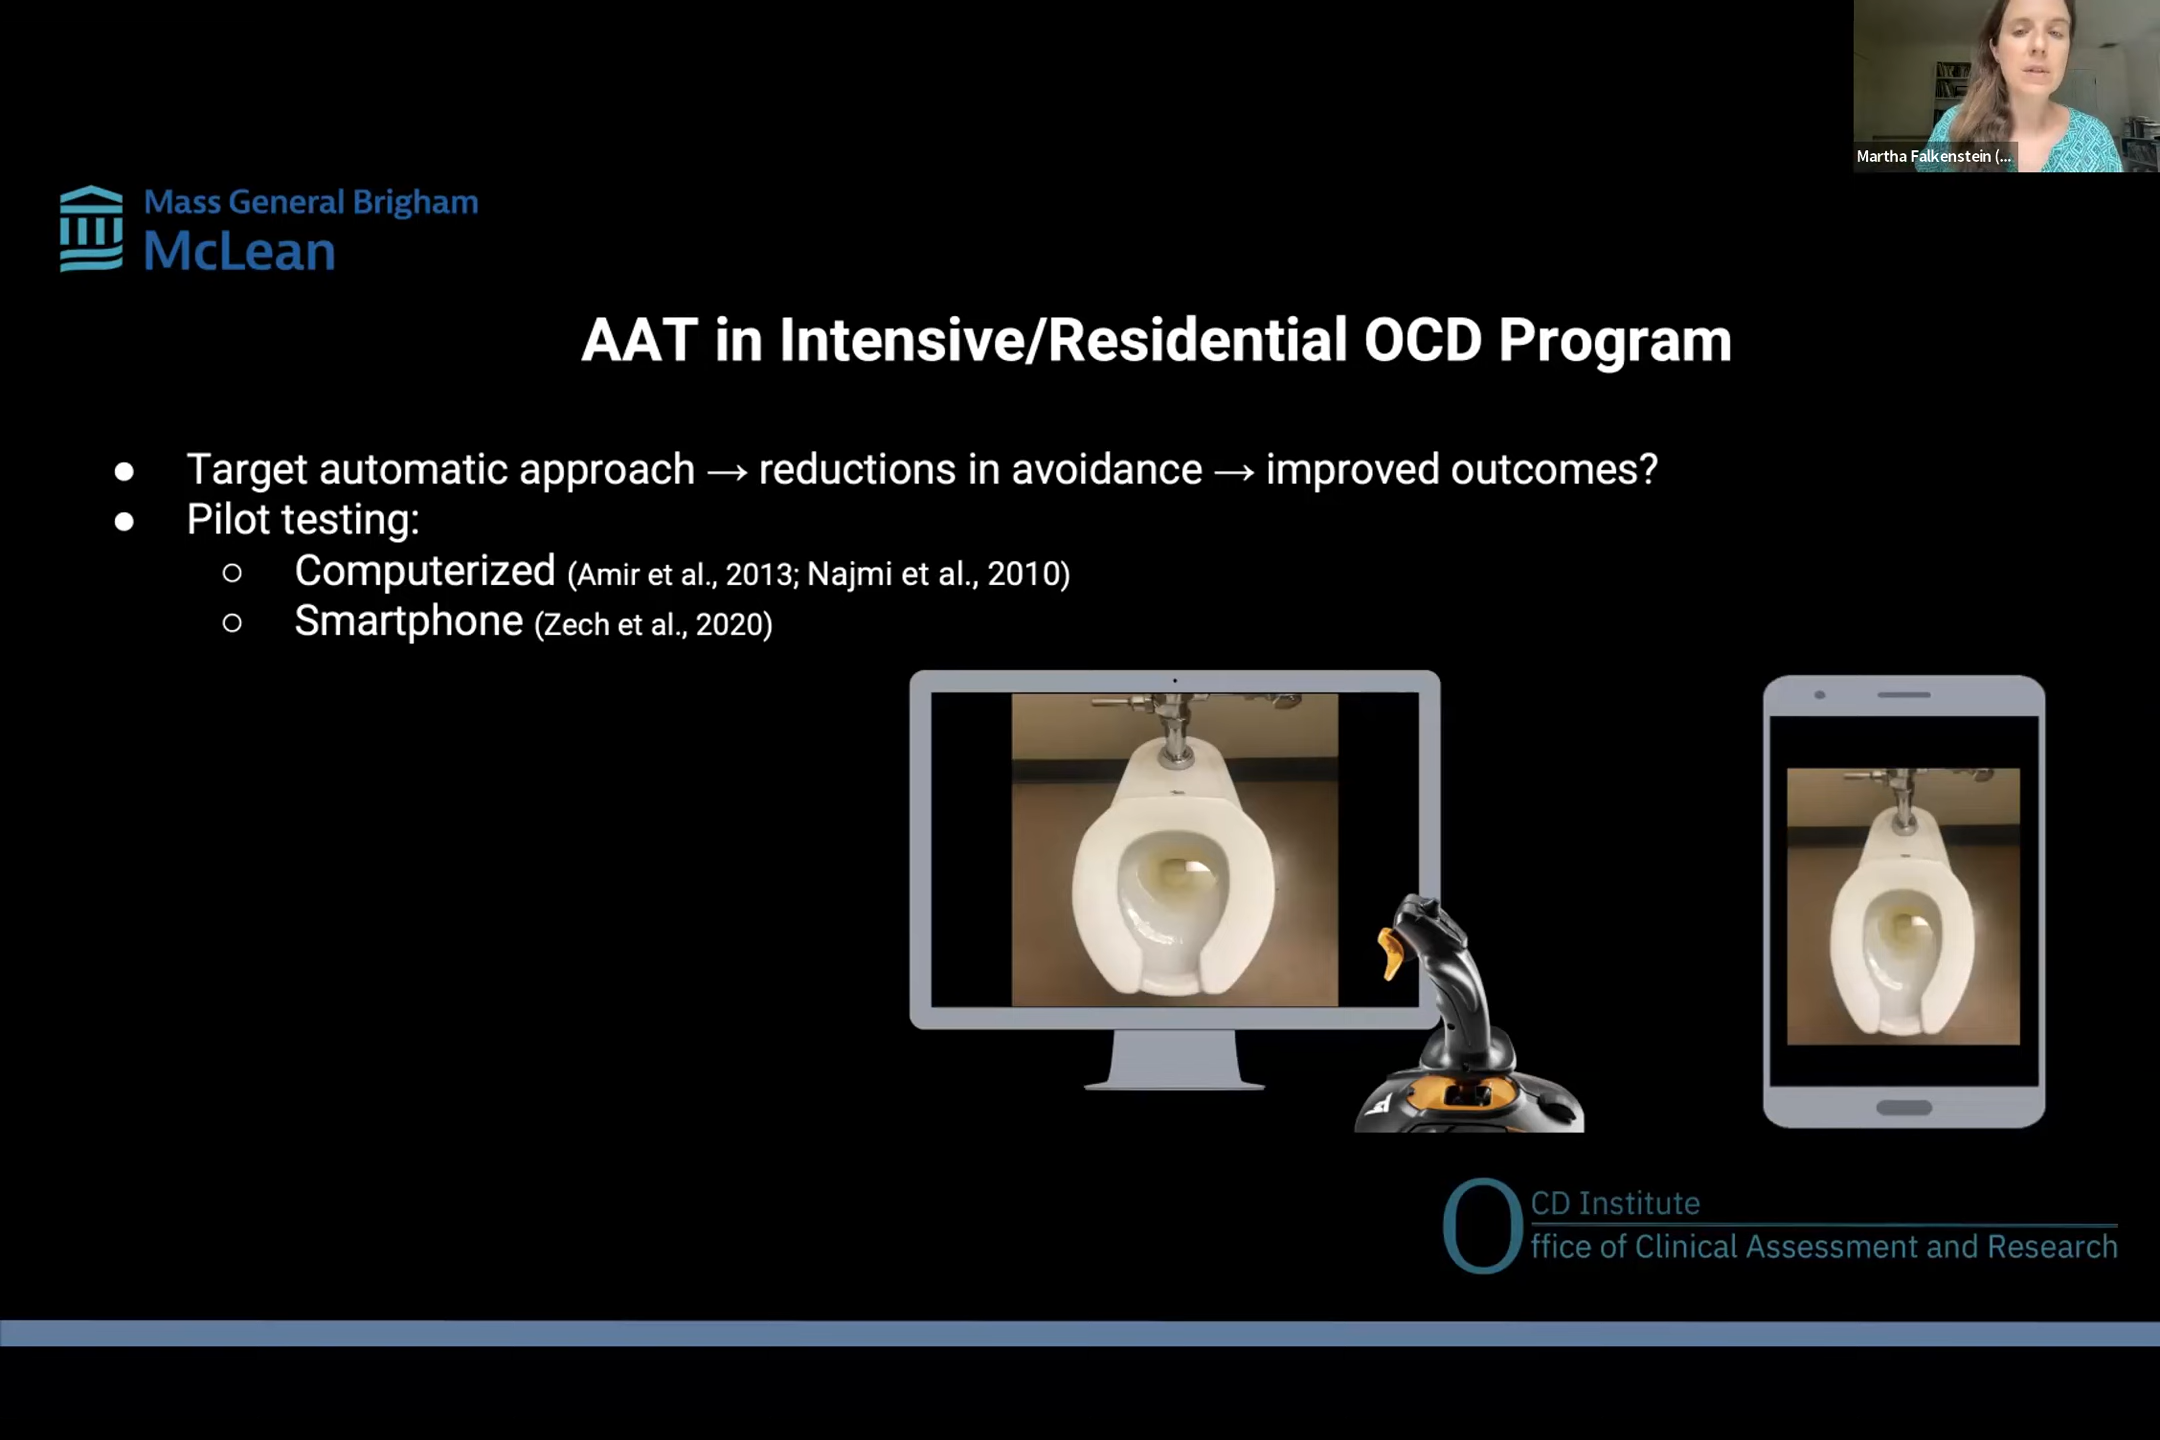 Martha Falkenstein (...
Mass General Brigham
McLean
AAT in Intensive/Residential OCD Program
● Target automatic approach → reductions in avoidance → improved outcomes?
● Pilot testing:
○ Computerized (Amir et al., 2013; Najmi et al., 2010)
○ Smartphone (Zech et al., 2020)
OCD Institute
Office of Clinical Assessment and Research